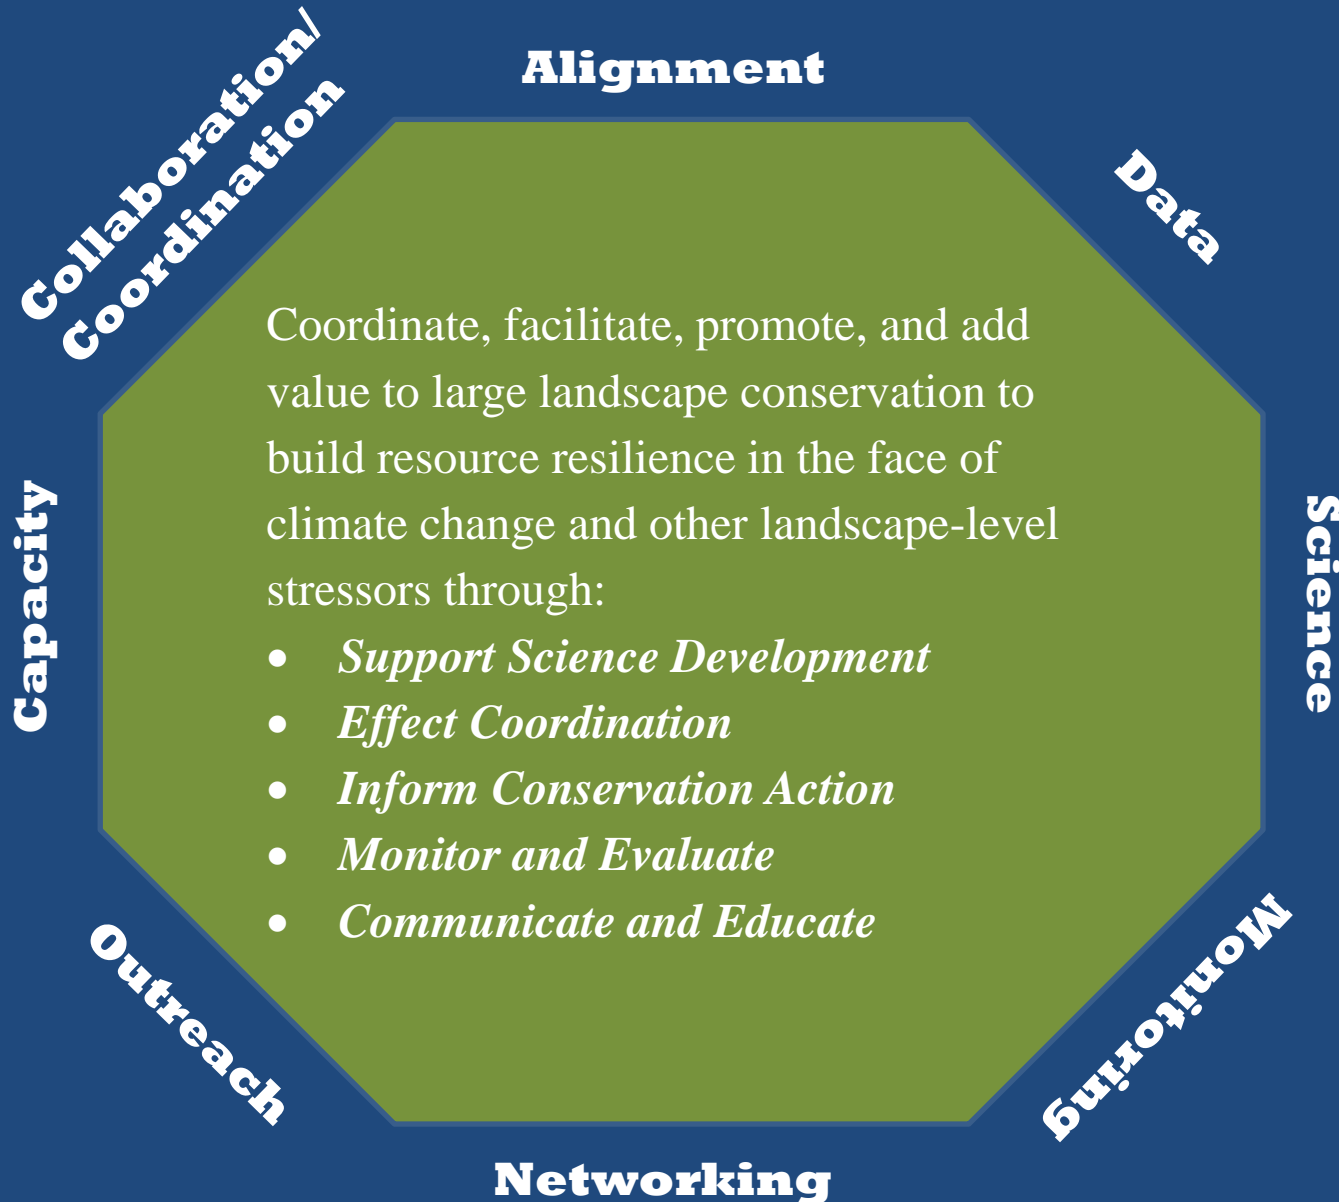 Collaboration/
Coordination
Alignment
Data
Science
Monitoring
Networking
Outreach
Capacity
Coordinate, facilitate, promote, and add
value to large landscape conservation to
build resource resilience in the face of
climate change and other landscape-level
stressors through:
• Support Science Development
• Effect Coordination
• Inform Conservation Action
• Monitor and Evaluate
• Communicate and Educate